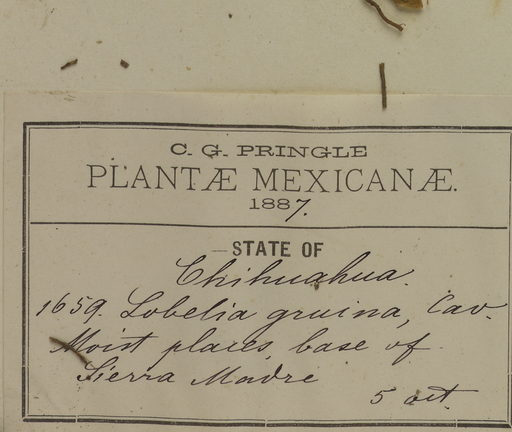 C. G. PRINGLE
PLANTÆ MEXICANÆ.
1887.
STATE OF
Chihuahua.
1659. Lobelia gruina, Cav.
Moist places, base of
Sierra Madre
5 Oct.